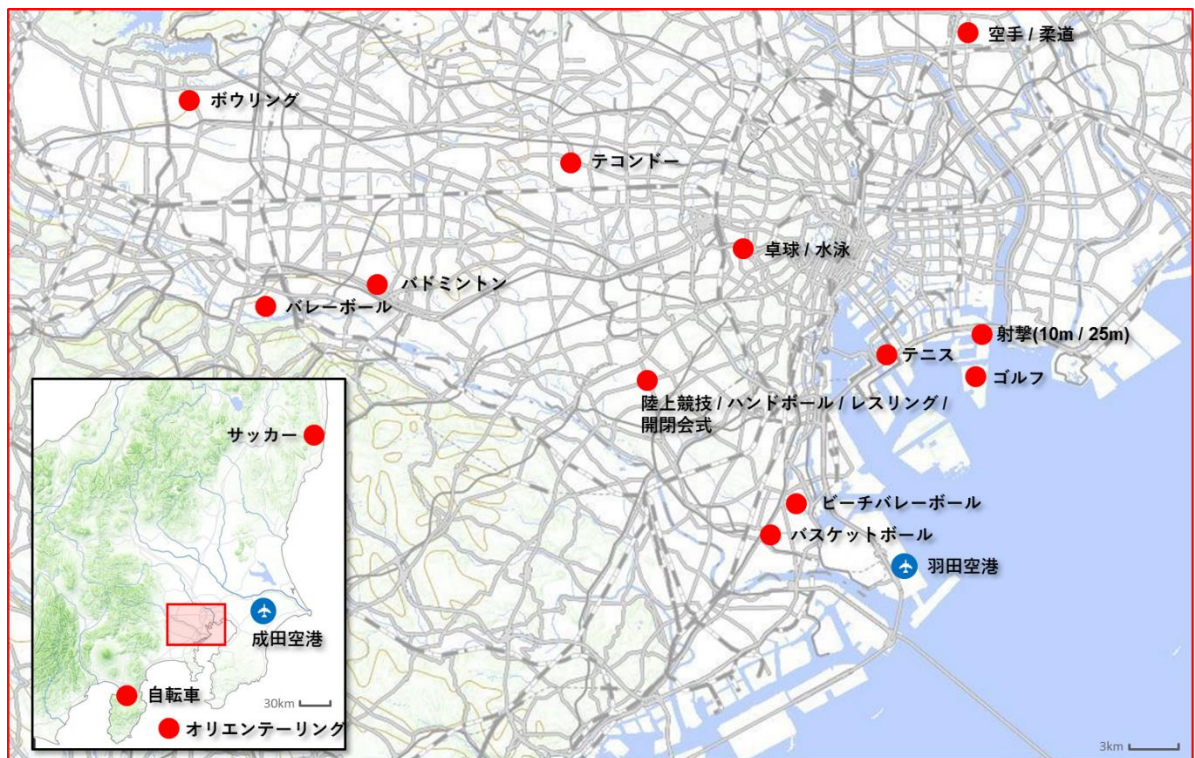 空手 / 柔道
ボウリング
テコンドー
卓球 / 水泳
バドミントン
バレーボール
射撃(10m / 25m)
テニス
ゴルフ
陸上競技 / ハンドボール / レスリング /
開閉会式
サッカー
ビーチバレーボール
バスケットボール
羽田空港
成田空港
自転車
30km
オリエンテーリング
3km